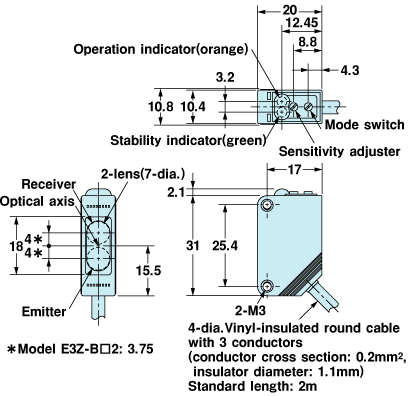 20
12.45
8.8
4.3
Operation indicator(orange)
3.2
10.8
10.4
Mode switch
Stability indicator(green)
Sensitivity adjuster
2-lens(7-dia.)
Receiver
Optical axis
2.1
17
18
4*
4*
31
25.4
15.5
Emitter
2-M3
4-dia.Vinyl-insulated round cable
with 3 conductors
(conductor cross section: 0.2mm²,
insulator diameter: 1.1mm)
Standard length: 2m
*Model E3Z-B□2: 3.75